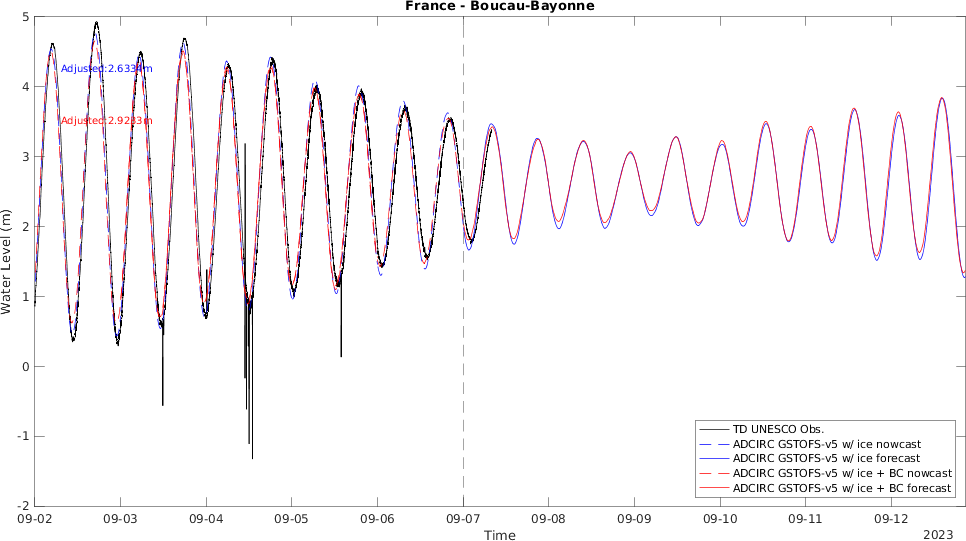 France - Boucau-Bayonne
5
4
3
2
1
0
-1
-2
Water Level (m)
Adjusted:2.6334m
Adjusted:2.9293m
TD UNESCO Obs.
ADCIRC GSTOFS-v5 w/ ice nowcast
ADCIRC GSTOFS-v5 w/ ice forecast
ADCIRC GSTOFS-v5 w/ ice + BC nowcast
ADCIRC GSTOFS-v5 w/ ice + BC forecast
09-02 09-03 09-04 09-05 09-06 09-07 09-08 09-09 09-10 09-11 09-12
Time
2023